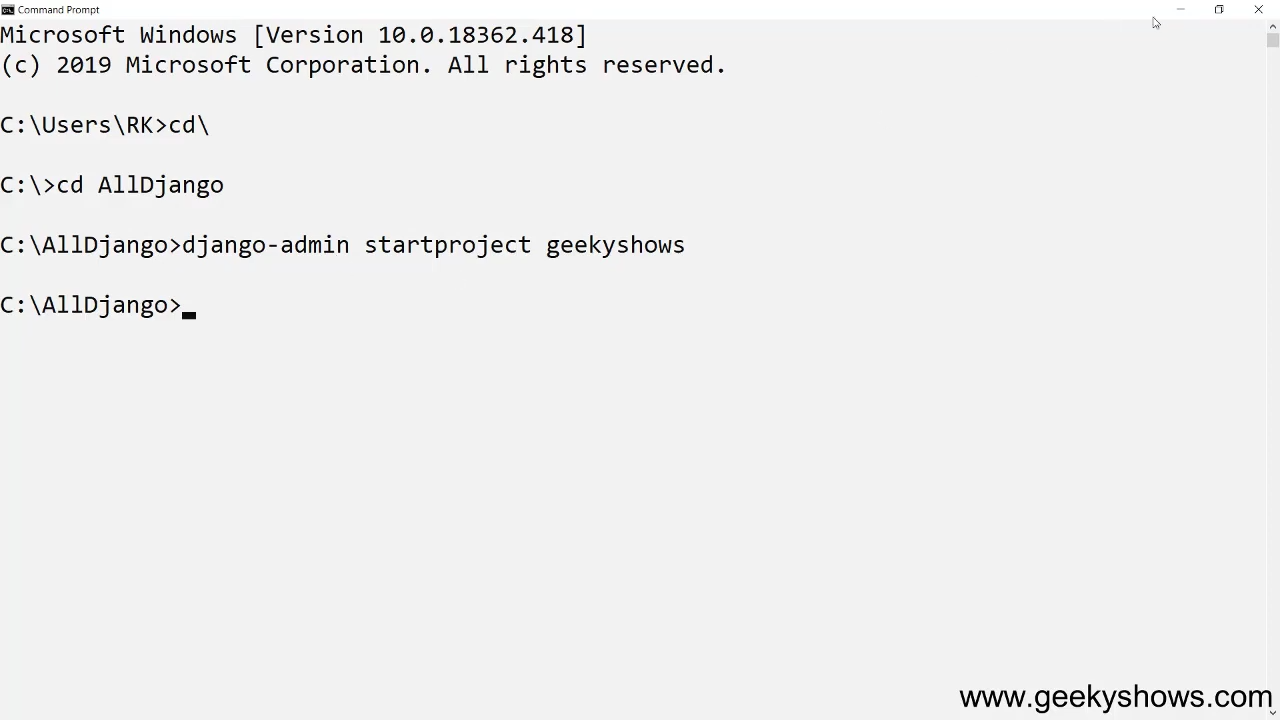 Command Prompt
Microsoft Windows [Version 10.0.18362.418]
(c) 2019 Microsoft Corporation. All rights reserved.
C:\Users\RK>cd\
C:\>cd AllDjango
C:\AllDjango>django-admin startproject geekyshows
C:\AllDjango>
www.geekyshows.com